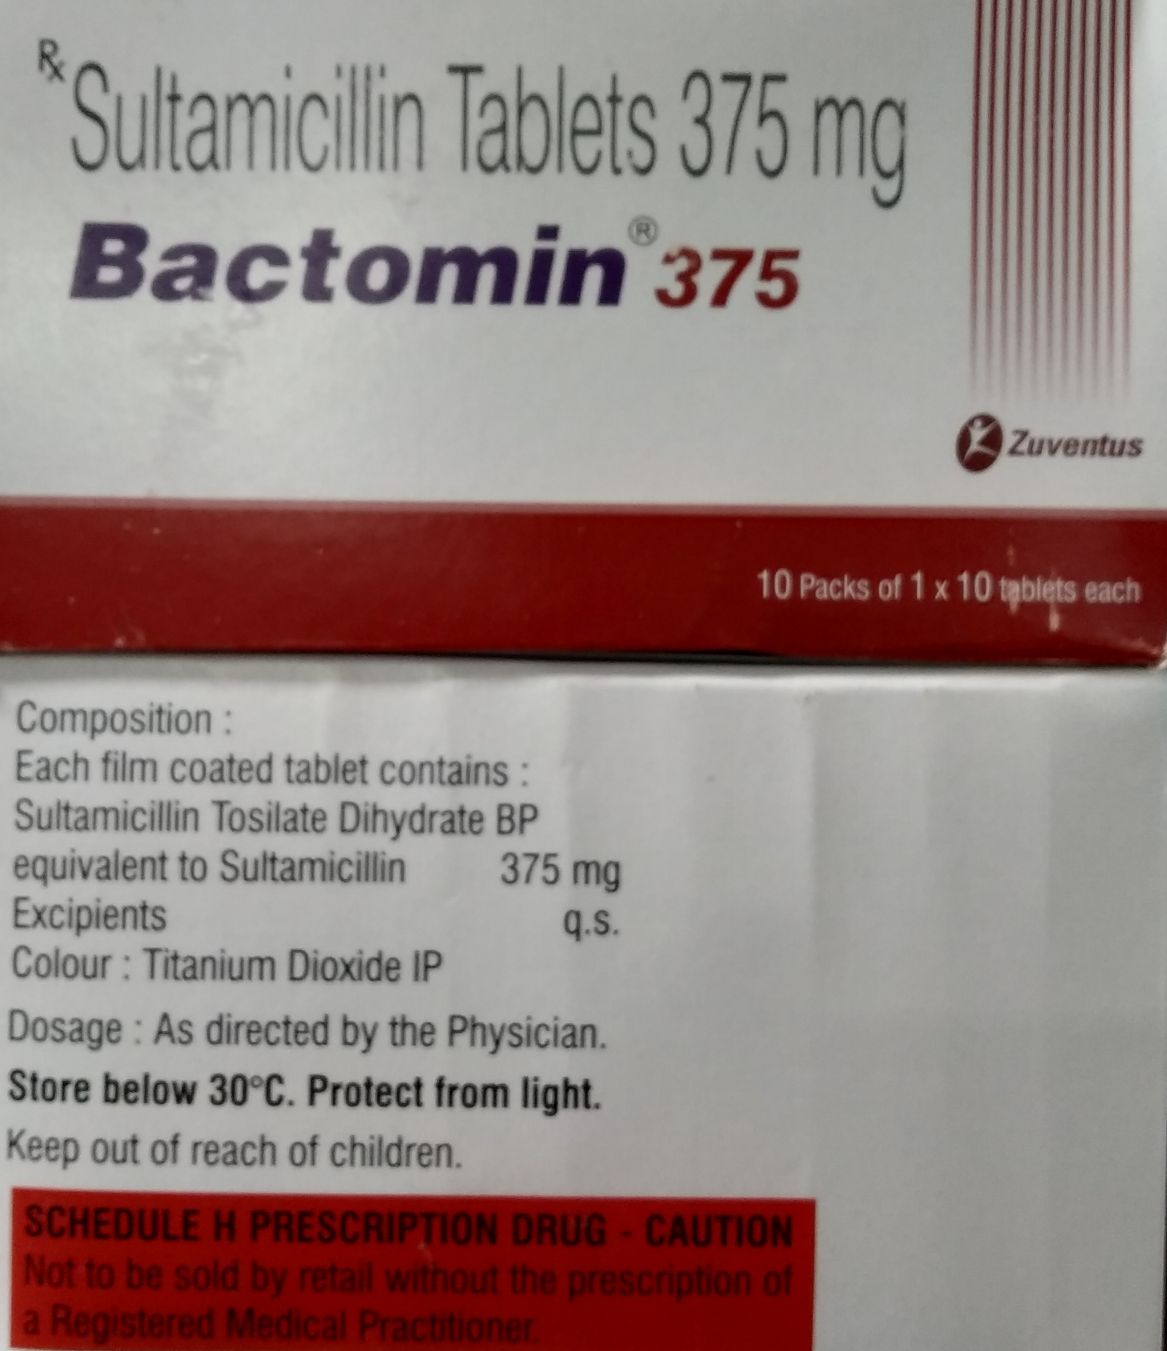 Rx Sultamicillin Tablets 375 mg
Bactomin® 375
Zuventus
10 Packs of 1 x 10 tablets each
Composition :
Each film coated tablet contains :
Sultamicillin Tosilate Dihydrate BP
equivalent to Sultamicillin 375 mg
Excipients q.s.
Colour : Titanium Dioxide IP
Dosage : As directed by the Physician.
Store below 30°C. Protect from light.
Keep out of reach of children.
SCHEDULE H PRESCRIPTION DRUG - CAUTION
Not to be sold by retail without the prescription of
a Registered Medical Practitioner.